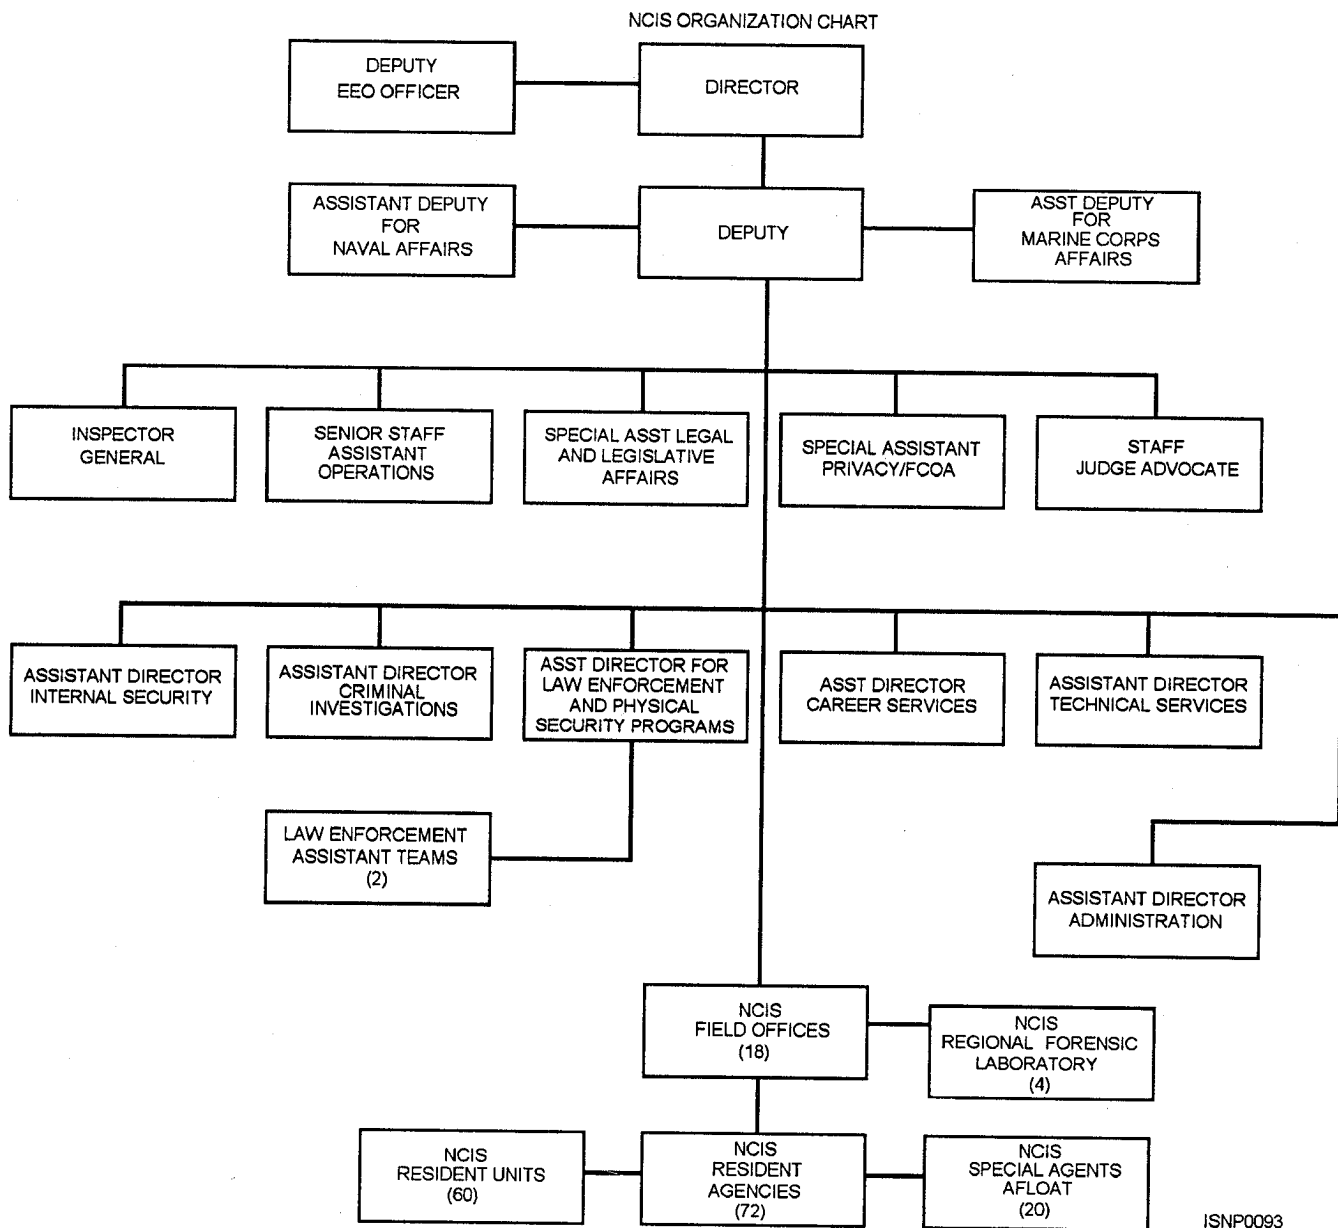 NCIS ORGANIZATION CHART
DEPUTY
EEO OFFICER
DIRECTOR
ASSISTANT DEPUTY
FOR
NAVAL AFFAIRS
DEPUTY
ASST DEPUTY
FOR
MARINE CORPS
AFFAIRS
INSPECTOR
GENERAL
SENIOR STAFF
ASSISTANT
OPERATIONS
SPECIAL ASST LEGAL
AND LEGISLATIVE
AFFAIRS
SPECIAL ASSISTANT
PRIVACY/FCOA
STAFF
JUDGE ADVOCATE
ASSISTANT DIRECTOR
INTERNAL SECURITY
ASSISTANT DIRECTOR
CRIMINAL
INVESTIGATIONS
ASST DIRECTOR FOR
LAW ENFORCEMENT
AND PHYSICAL
SECURITY PROGRAMS
ASST DIRECTOR
CAREER SERVICES
ASSISTANT DIRECTOR
TECHNICAL SERVICES
LAW ENFORCEMENT
ASSISTANT TEAMS
(2)
ASSISTANT DIRECTOR
ADMINISTRATION
NCIS
FIELD OFFICES
(18)
NCIS
REGIONAL FORENSIC
LABORATORY
(4)
NCIS
RESIDENT UNITS
(60)
NCIS
RESIDENT
AGENCIES
(72)
NCIS
SPECIAL AGENTS
AFLOAT
(20)
ISNP0093